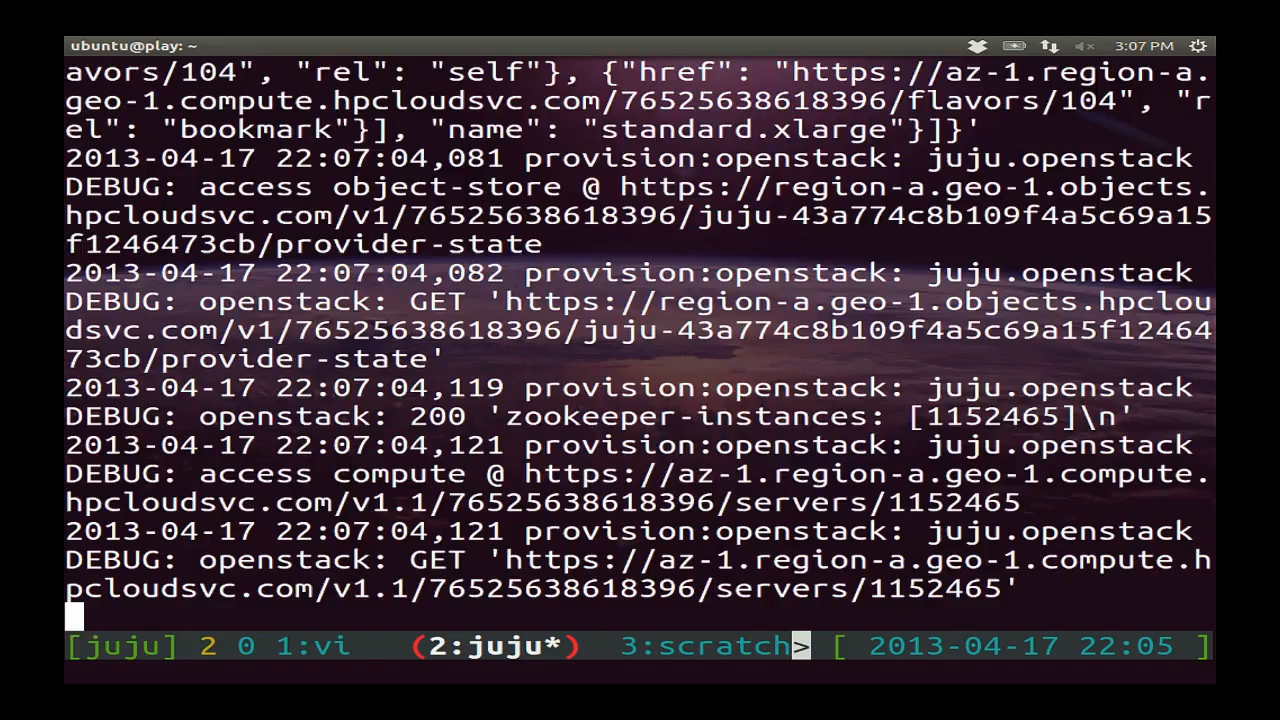 ubuntu@play: ~ 3:07 PM
avors/104", "rel": "self"}, {"href": "https://az-1.region-a.
geo-1.compute.hpcloudsvc.com/76525638618396/flavors/104", "r
el": "bookmark"}], "name": "standard.xlarge"}]}'
2013-04-17 22:07:04,081 provision:openstack: juju.openstack
DEBUG: access object-store @ https://region-a.geo-1.objects.
hpcloudsvc.com/v1/76525638618396/juju-43a774c8b109f4a5c69a15
f1246473cb/provider-state
2013-04-17 22:07:04,082 provision:openstack: juju.openstack
DEBUG: openstack: GET 'https://region-a.geo-1.objects.hpclou
dsvc.com/v1/76525638618396/juju-43a774c8b109f4a5c69a15f12464
73cb/provider-state'
2013-04-17 22:07:04,119 provision:openstack: juju.openstack
DEBUG: openstack: 200 'zookeeper-instances: [1152465]\n'
2013-04-17 22:07:04,121 provision:openstack: juju.openstack
DEBUG: access compute @ https://az-1.region-a.geo-1.compute.
hpcloudsvc.com/v1.1/76525638618396/servers/1152465
2013-04-17 22:07:04,121 provision:openstack: juju.openstack
DEBUG: openstack: GET 'https://az-1.region-a.geo-1.compute.h
pcloudsvc.com/v1.1/76525638618396/servers/1152465'
[juju] 2 0 1:vi (2:juju*) 3:scratch> [ 2013-04-17 22:05 ]